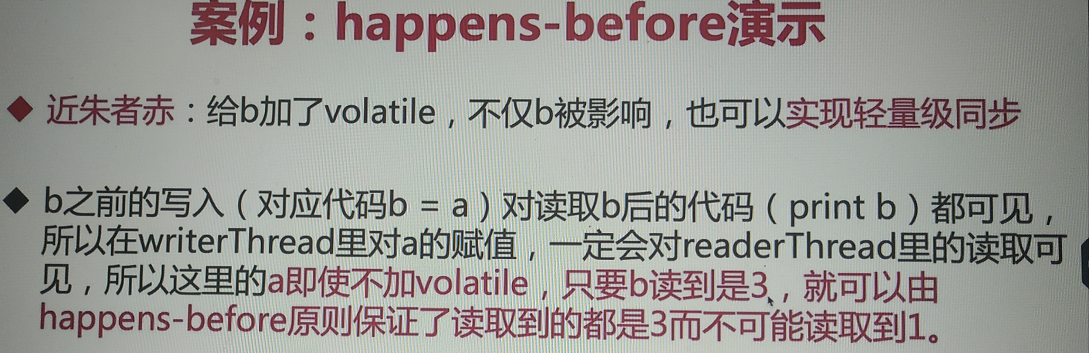 案例：happens-before演示
◆ 近朱者赤：给b加了volatile，不仅b被影响，也可以实现轻量级同步
◆ b之前的写入（对应代码b = a）对读取b后的代码（print b）都可见，
所以在writerThread里对a的赋值，一定会对readerThread里的读取可
见，所以这里的a即使不加volatile，只要b读到是3，就可以由
happens-before原则保证了读取到的都是3而不可能读取到1。